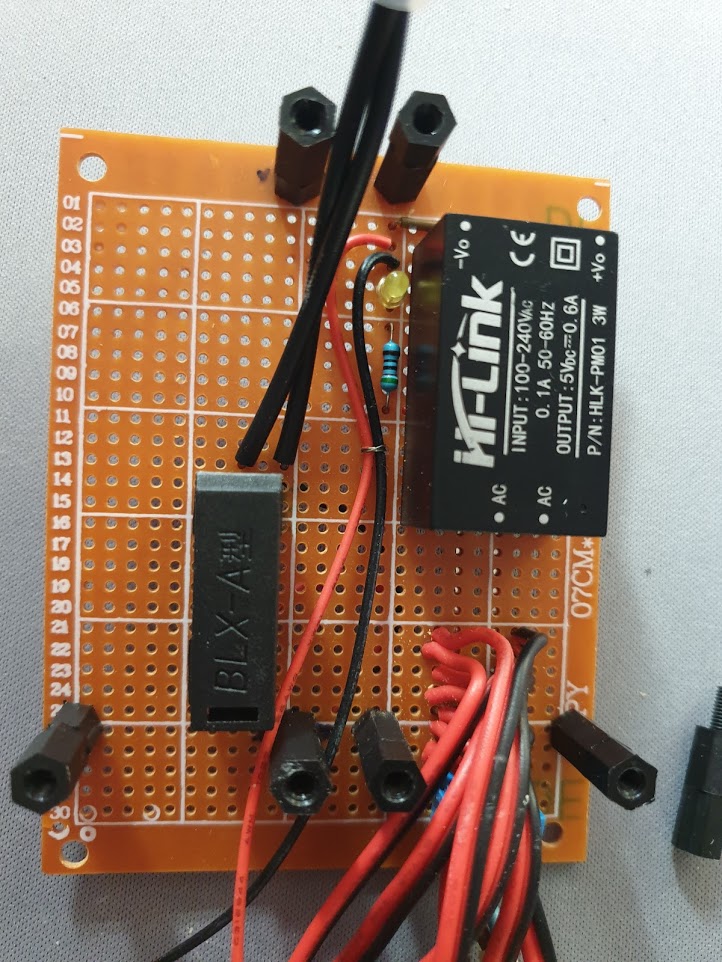 01
02
03
04
05
06
07
08
09
10
11
12
13
14
15
16
17
18
19
20
21
22
23
24
30
-Vo
+Vo
CE
Hi-Link
INPUT:100-240VAC
0.1A 50-60HZ
OUTPUT:5VDC⎓0.6A
P/N:HLK-PM01 3W
AC
AC
BLX-A型
07CM*